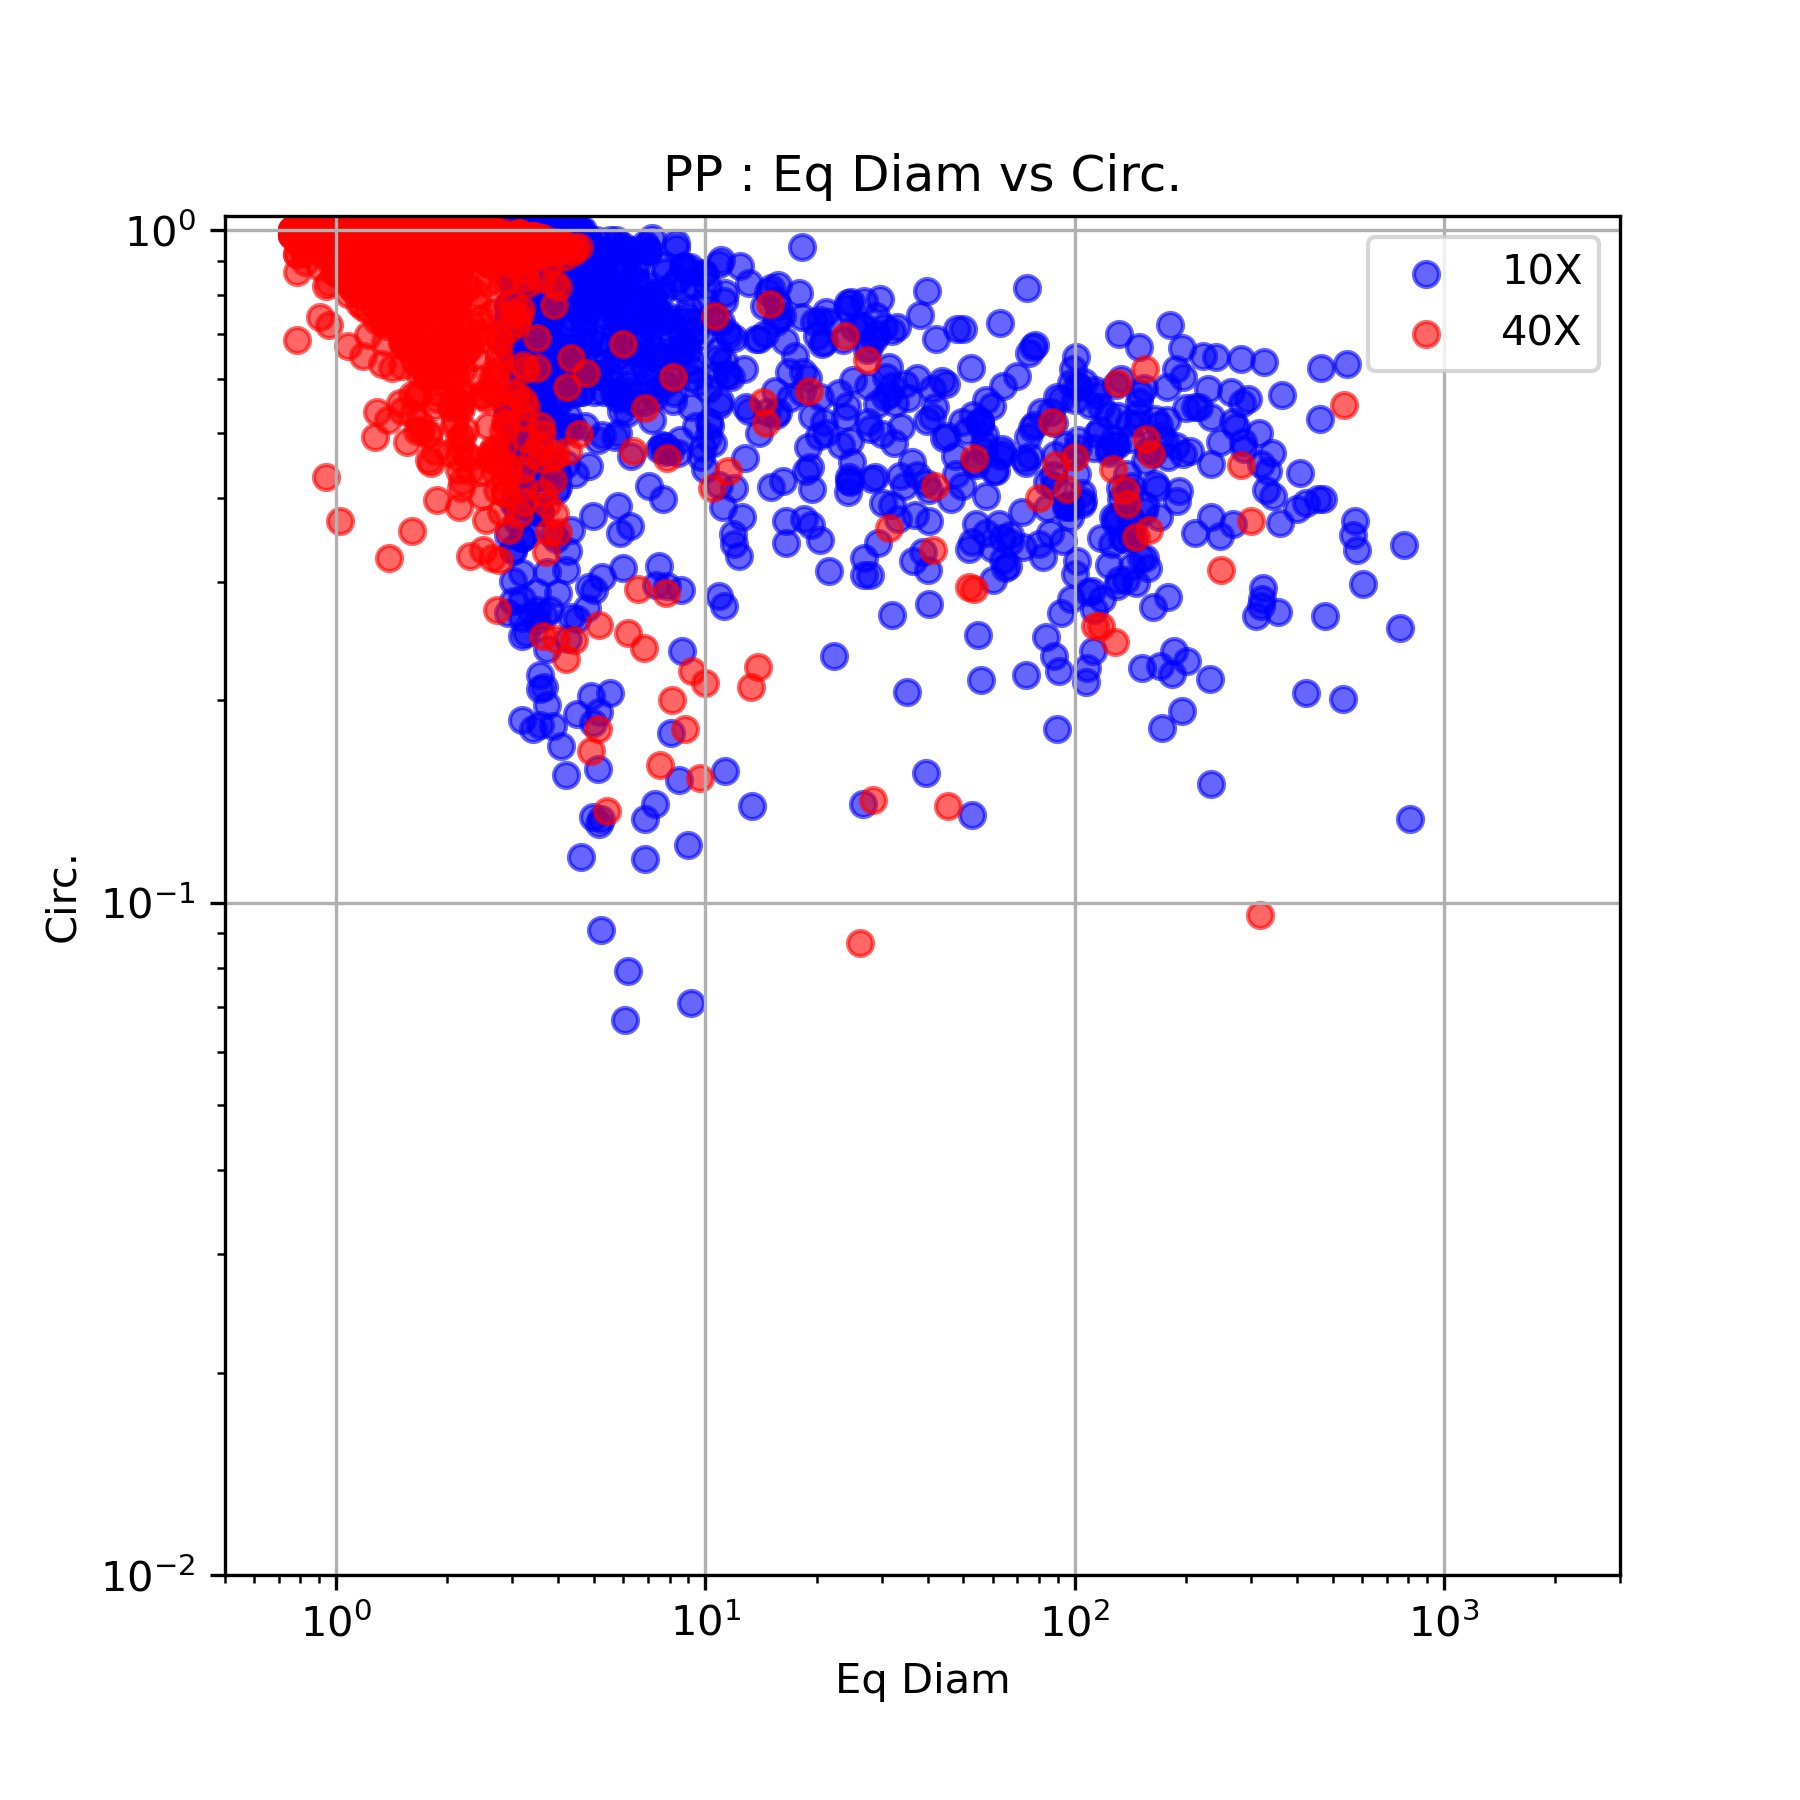 PP : Eq Diam vs Circ.
10X
40X
10⁰
10⁻¹
10⁻²
Circ.
10⁰ 10¹ 10² 10³
Eq Diam